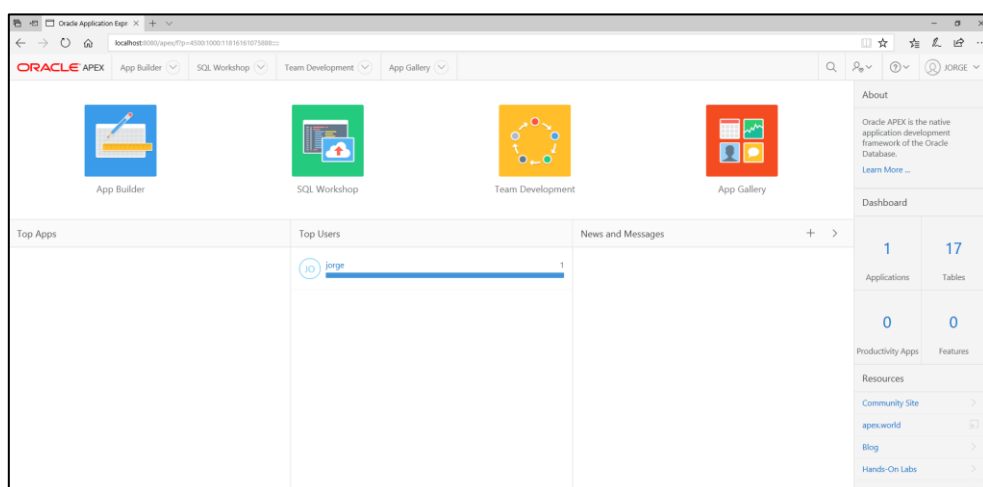 Oracle Application Expr
localhost:8080/apex/f?p=4500:1000:11816161075888:::
ORACLE APEX App Builder SQL Workshop Team Development App Gallery JORGE
App Builder SQL Workshop Team Development App Gallery
About
Oracle APEX is the native
application development
framework of the Oracle
Database.
Learn More ...
Dashboard
Top Apps Top Users News and Messages
JO jorge 1
1 17
Applications Tables
0 0
Productivity Apps Features
Resources
Community Site
apex.world
Blog
Hands-On Labs